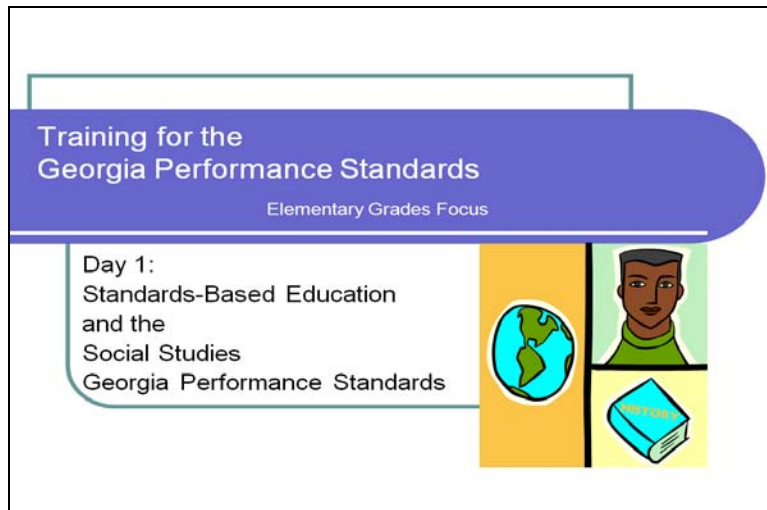 Training for the
Georgia Performance Standards
Elementary Grades Focus
Day 1:
Standards-Based Education
and the
Social Studies
Georgia Performance Standards
HISTORY